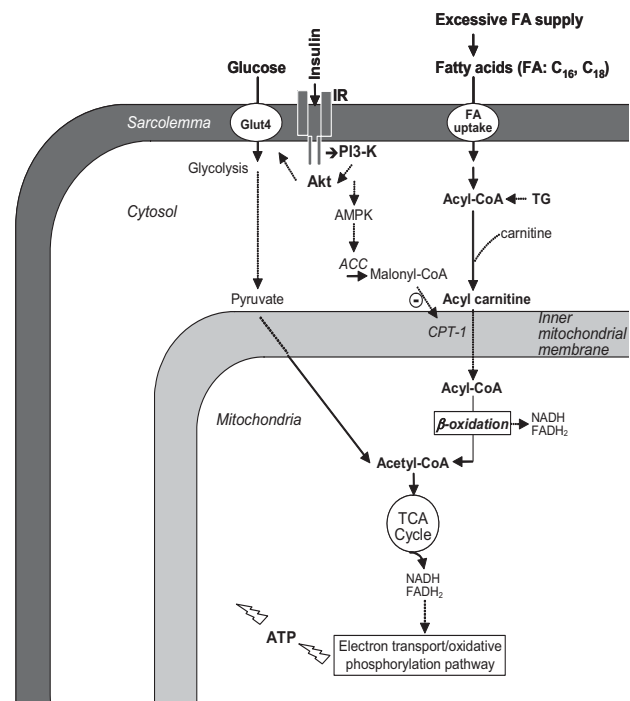 Excessive FA supply
Fatty acids (FA: C₁₆, C₁₈)
Glucose
Insulin
IR
Sarcolemma
Glut4
FA
uptake
PI3-K
Glycolysis
Akt
Acyl-CoA
TG
Cytosol
AMPK
carnitine
ACC
Malonyl-CoA
Pyruvate
-
Acyl carnitine
CPT-1
Inner
mitochondrial
membrane
Acyl-CoA
Mitochondria
β-oxidation
NADH
FADH₂
Acetyl-CoA
TCA
Cycle
NADH
FADH₂
ATP
Electron transport/oxidative
phosphorylation pathway